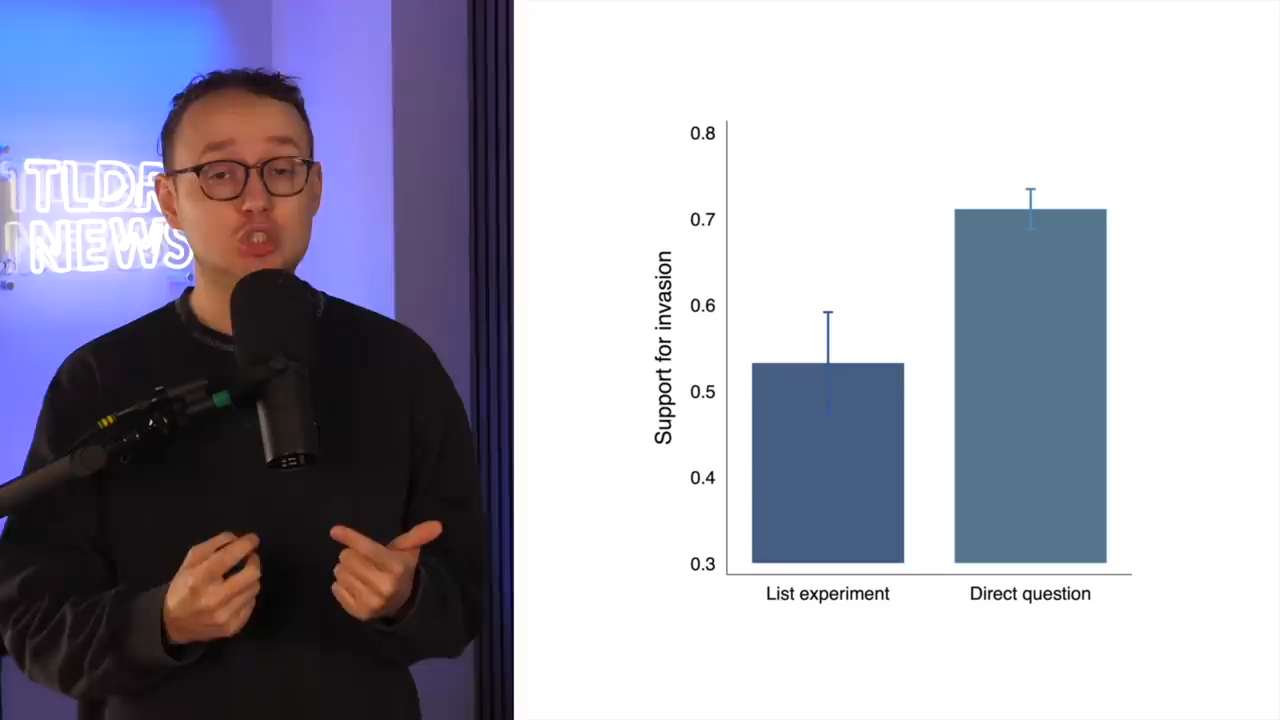 TLDR
NEWS
0.8
0.7
0.6
0.5
0.4
0.3
Support for invasion
List experiment
Direct question